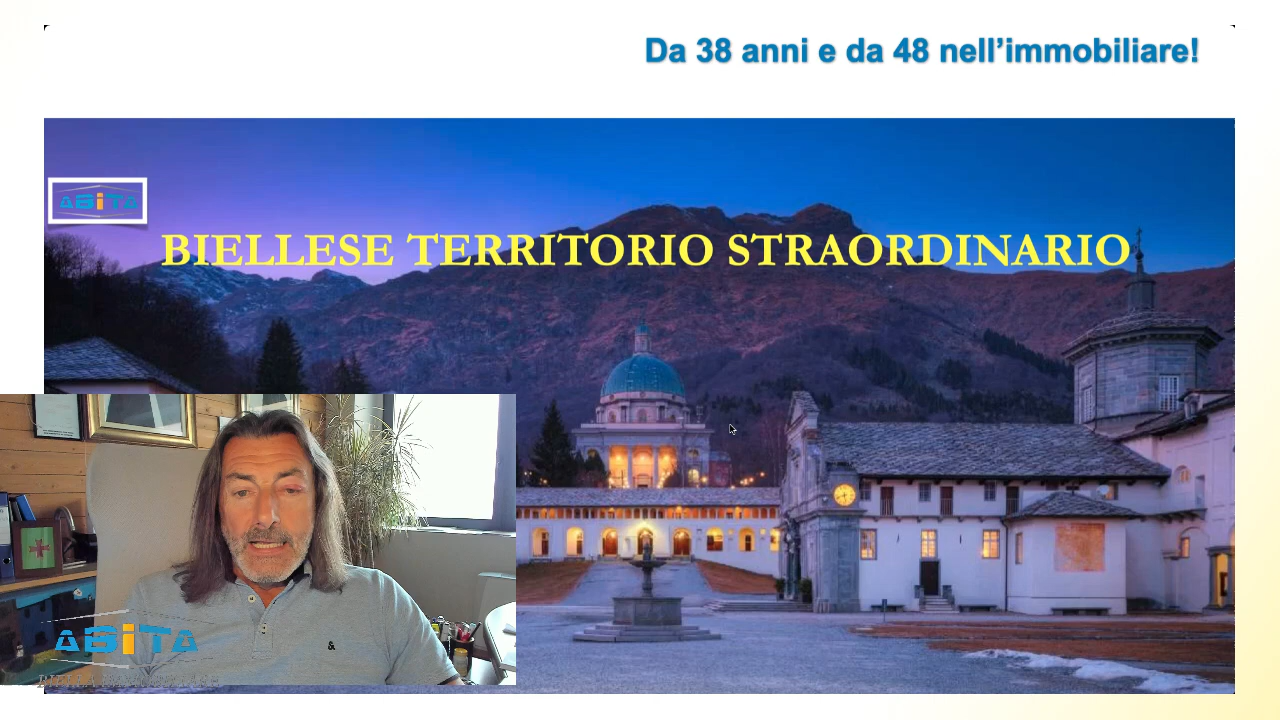 Da 38 anni e da 48 nell’immobiliare!
ABiTA
BIELLESE TERRITORIO STRAORDINARIO
ABiTA
&